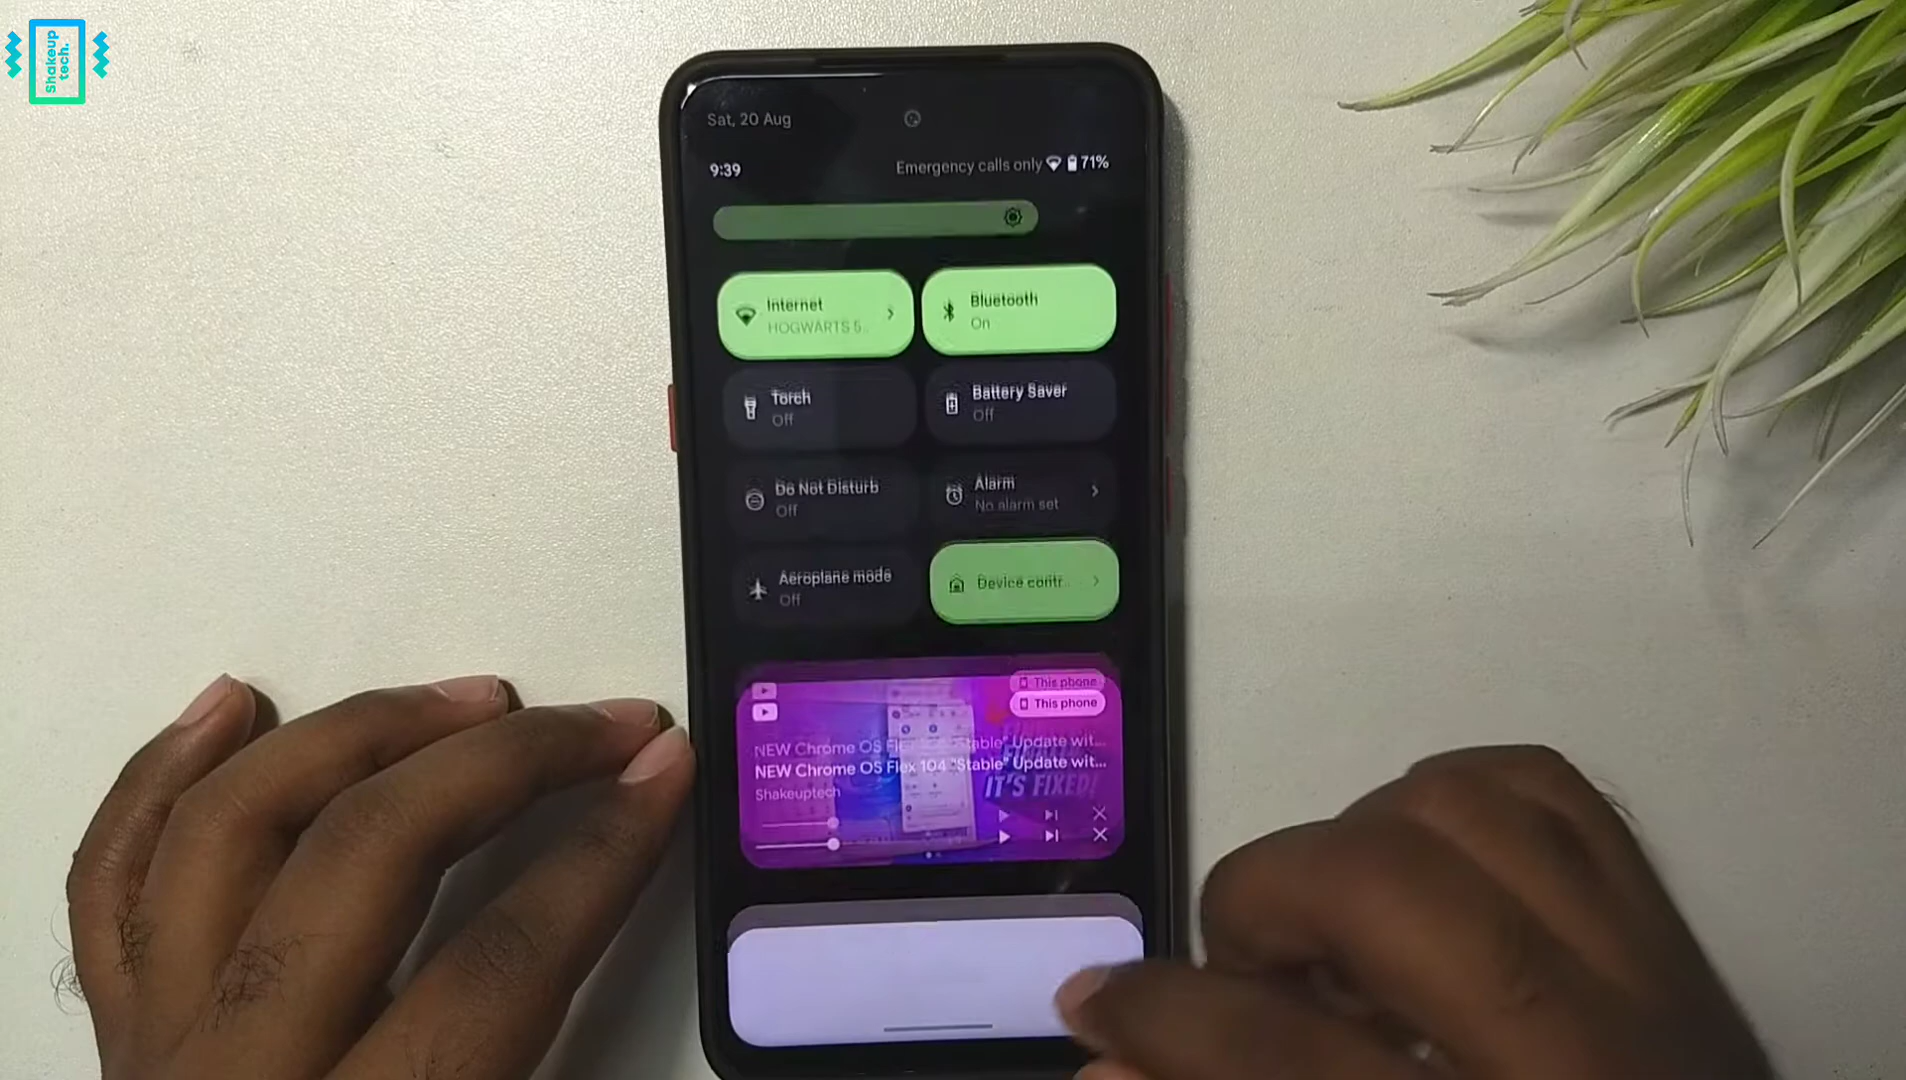 Shakeup
tech.
Sat, 20 Aug
9:39
Emergency calls only 71%
Internet
HOGWARTS 5..
Bluetooth
On
Torch
Off
Battery Saver
Off
Do Not Disturb
Off
Alarm
No alarm set
Aeroplane mode
Off
Device contr..
This phone
This phone
NEW Chrome OS Flex 104 "Stable" Update wit...
NEW Chrome OS Flex 104 "Stable" Update wit...
Shakeuptech
IT'S FIXED!